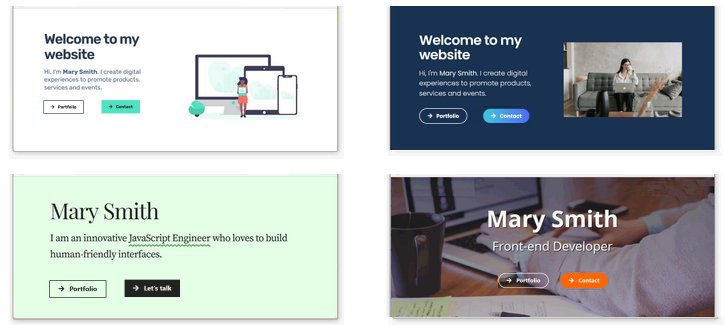 Welcome to my
website
Hi, I'm Mary Smith. I create digital
experiences to promote products,
services and events.
→ Portfolio
→ Contact
Welcome to my
website
Hi, I'm Mary Smith. I create digital
experiences to promote products,
services and events.
→ Portfolio
→ Contact
Mary Smith
I am an innovative JavaScript Engineer who loves to build
human-friendly interfaces.
→ Portfolio
→ Let's talk
Mary Smith
Front-end Developer
→ Portfolio
→ Contact